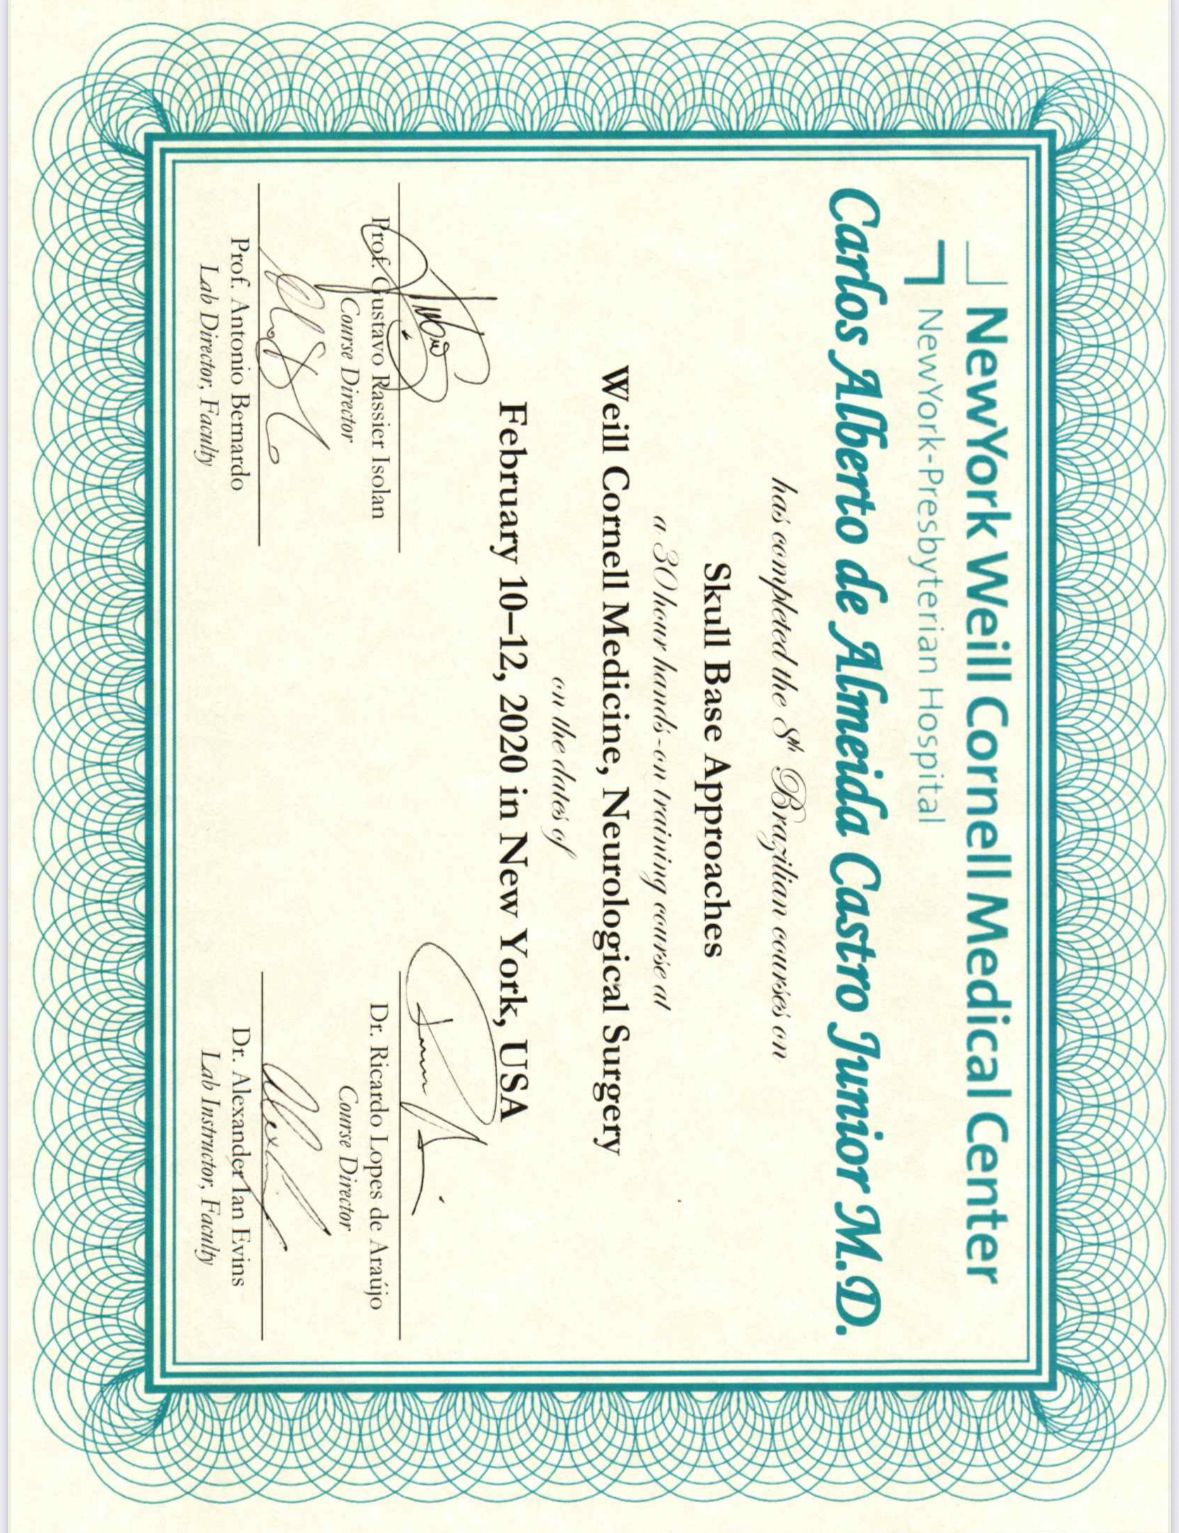 NewYork Weill Cornell Medical Center
NewYork-Presbyterian Hospital
Carlos Alberto de Almeida Castro Junior M.D.
has completed the 8th Brazilian courses on
Skull Base Approaches
a 30 hour hands-on training course at
Weill Cornell Medicine, Neurological Surgery
on the dates of
February 10–12, 2020 in New York, USA
Prof. Gustavo Rassier Isolan
Course Director
Dr. Ricardo Lopes de Araújo
Course Director
Prof. Antonio Bernardo
Lab Director, Faculty
Dr. Alexander Ian Evins
Lab Instructor, Faculty